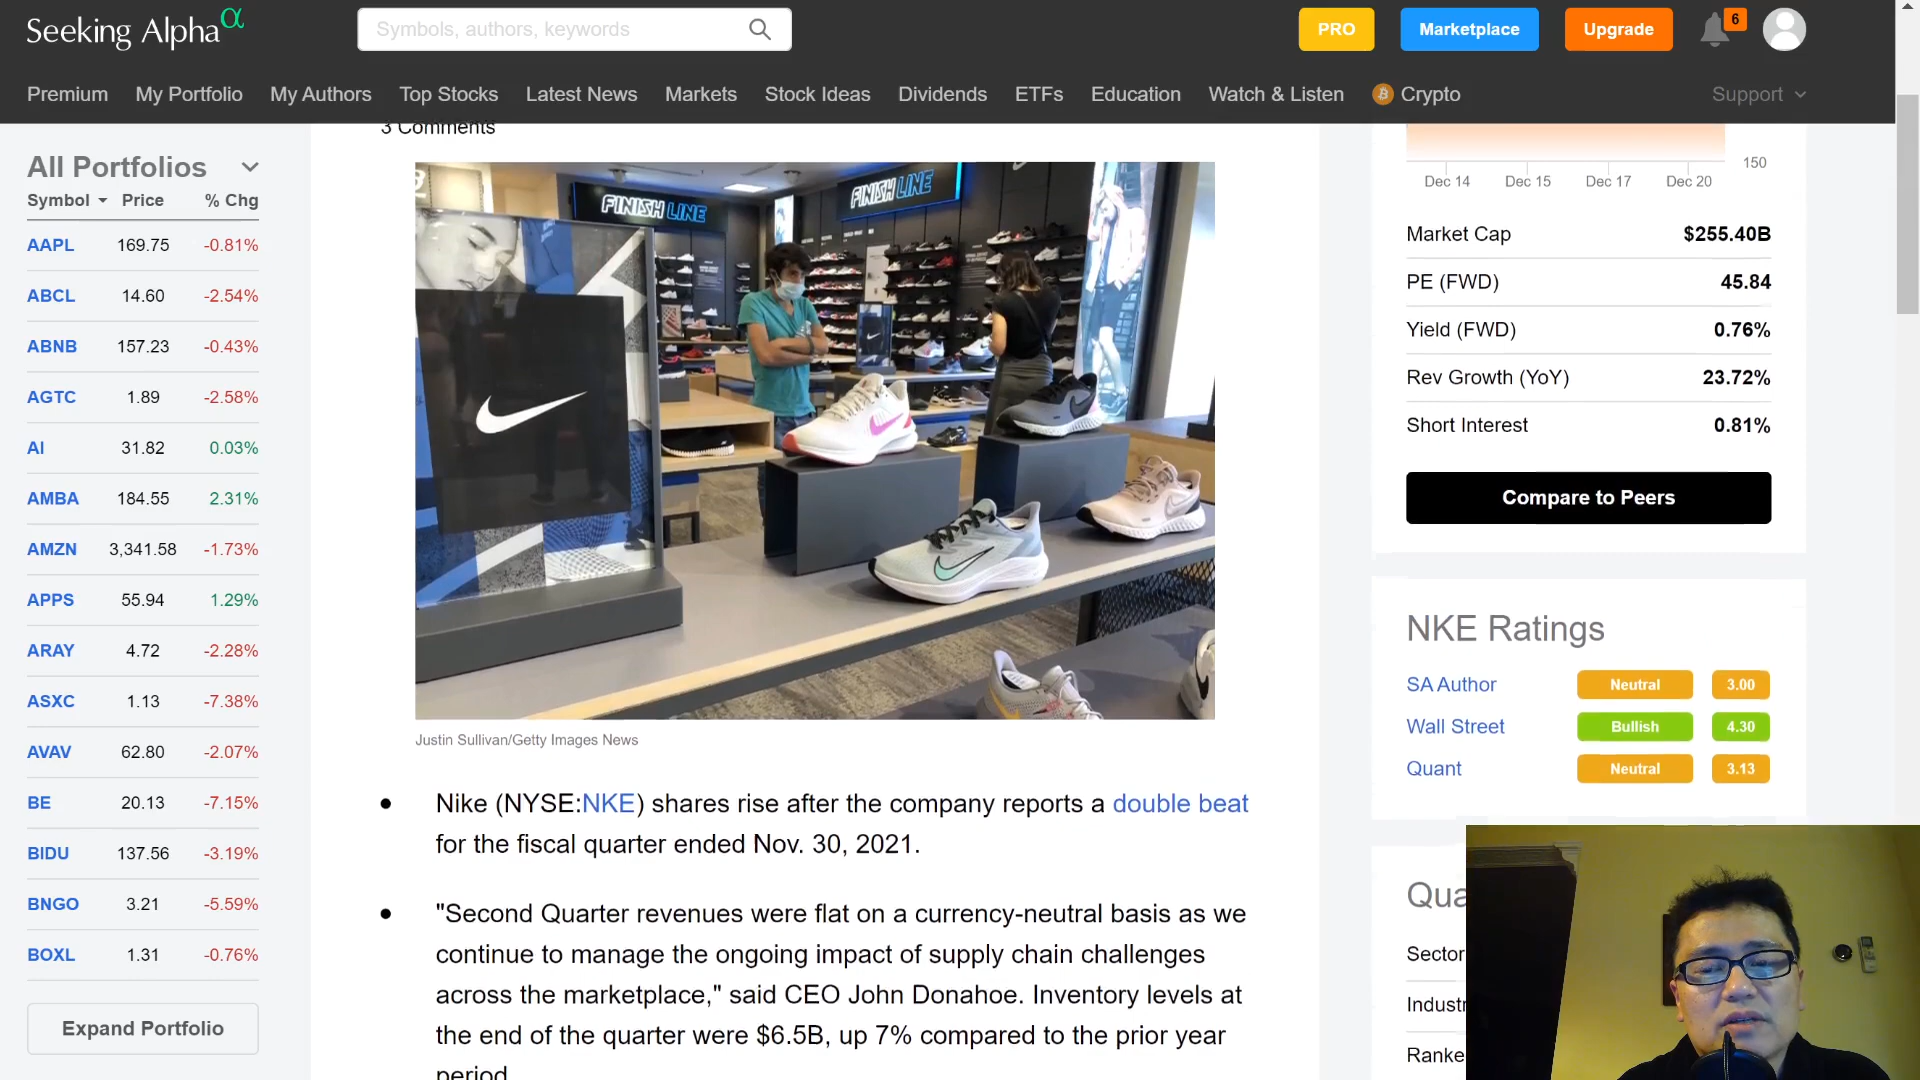 Seeking Alpha α
Symbols, authors, keywords
PRO
Marketplace
Upgrade
6
Premium My Portfolio My Authors Top Stocks Latest News Markets Stock Ideas Dividends ETFs Education Watch & Listen Crypto Support
All Portfolios
Symbol Price % Chg
AAPL 169.75 -0.81%
ABCL 14.60 -2.54%
ABNB 157.23 -0.43%
AGTC 1.89 -2.58%
AI 31.82 0.03%
AMBA 184.55 2.31%
AMZN 3,341.58 -1.73%
APPS 55.94 1.29%
ARAY 4.72 -2.28%
ASXC 1.13 -7.38%
AVAV 62.80 -2.07%
BE 20.13 -7.15%
BIDU 137.56 -3.19%
BNGO 3.21 -5.59%
BOXL 1.31 -0.76%
Expand Portfolio
3 Comments
FINISH LINE
FINISH LINE
Justin Sullivan/Getty Images News
• Nike (NYSE:NKE) shares rise after the company reports a double beat
for the fiscal quarter ended Nov. 30, 2021.
• "Second Quarter revenues were flat on a currency-neutral basis as we
continue to manage the ongoing impact of supply chain challenges
across the marketplace," said CEO John Donahoe. Inventory levels at
the end of the quarter were $6.5B, up 7% compared to the prior year
period.
150
Dec 14 Dec 15 Dec 17 Dec 20
Market Cap $255.40B
PE (FWD) 45.84
Yield (FWD) 0.76%
Rev Growth (YoY) 23.72%
Short Interest 0.81%
Compare to Peers
NKE Ratings
SA Author Neutral 3.00
Wall Street Bullish 4.30
Quant Neutral 3.13
Qua
Sector
Industr
Ranke